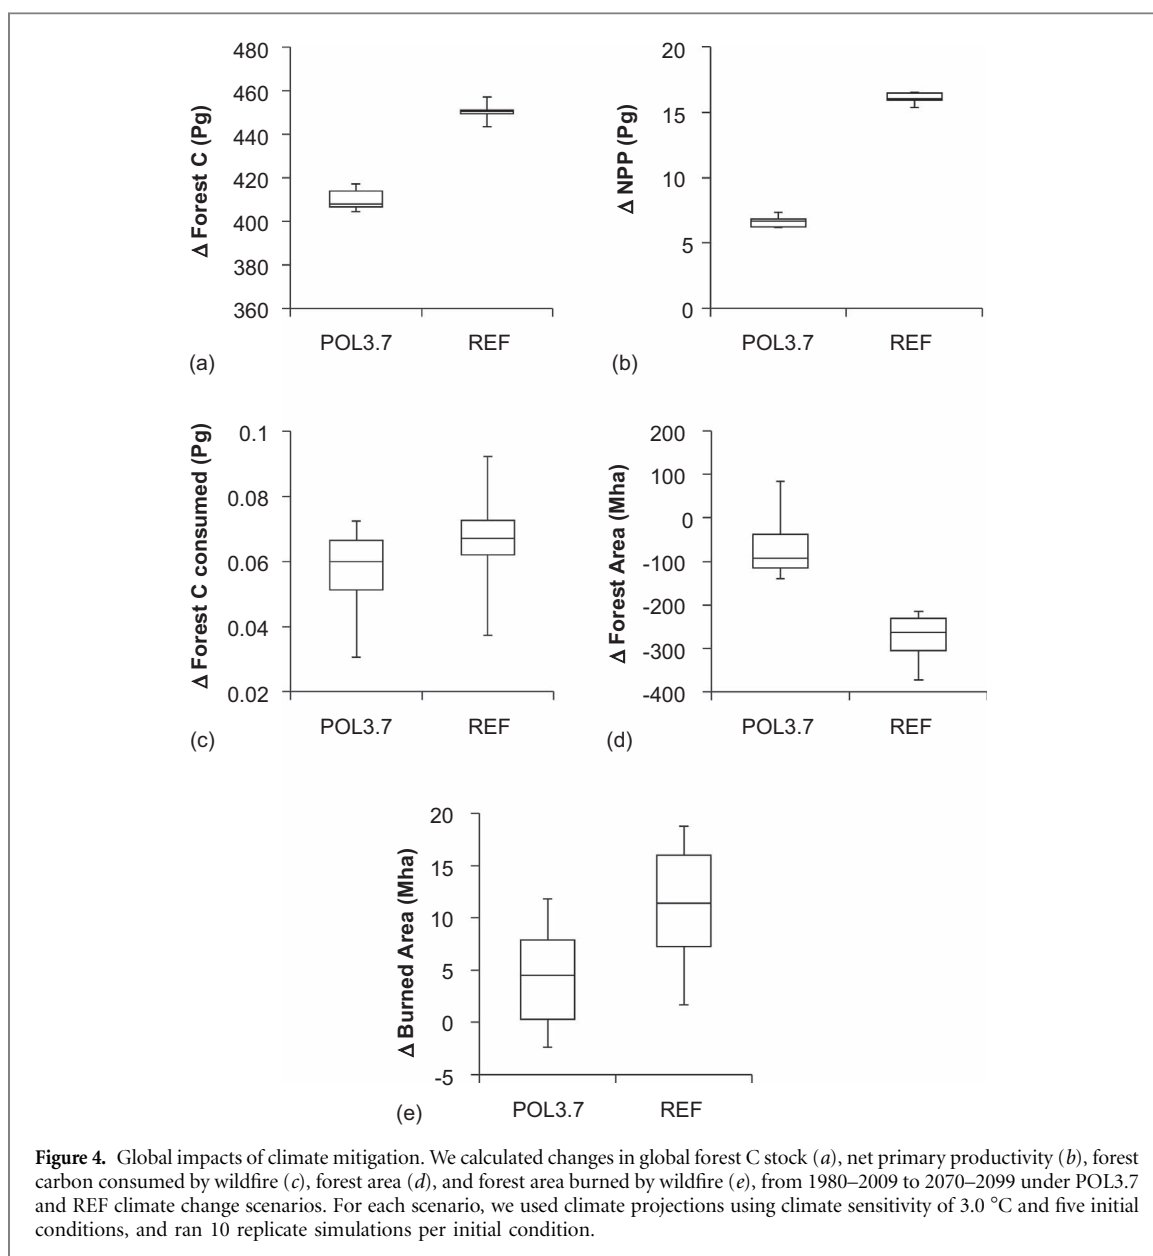 Δ Forest C (Pg)
480
460
440
420
400
380
360
POL3.7 REF
(a)
Δ NPP (Pg)
20
15
10
5
0
POL3.7 REF
(b)
Δ Forest C consumed (Pg)
0.1
0.08
0.06
0.04
0.02
POL3.7 REF
(c)
Δ Forest Area (Mha)
200
100
0
-100
-200
-300
-400
POL3.7 REF
(d)
Δ Burned Area (Mha)
20
15
10
5
0
-5
POL3.7 REF
(e)
Figure 4. Global impacts of climate mitigation. We calculated changes in global forest C stock (a), net primary productivity (b), forest
carbon consumed by wildfire (c), forest area (d), and forest area burned by wildfire (e), from 1980–2009 to 2070–2099 under POL3.7
and REF climate change scenarios. For each scenario, we used climate projections using climate sensitivity of 3.0 °C and five initial
conditions, and ran 10 replicate simulations per initial condition.